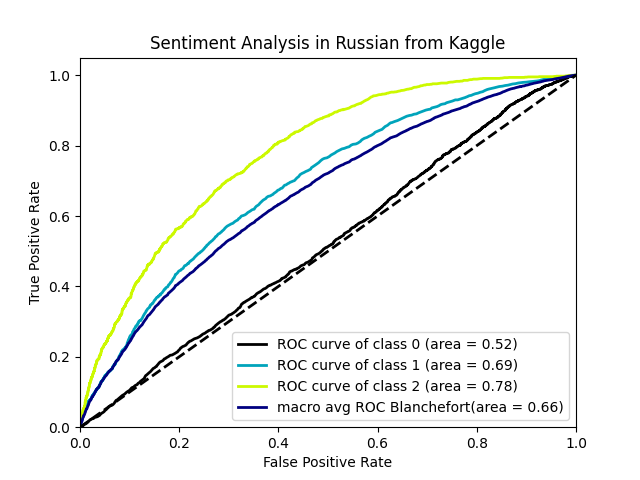 Sentiment Analysis in Russian from Kaggle
True Positive Rate
1.0
0.8
0.6
0.4
0.2
0.0
ROC curve of class 0 (area = 0.52)
ROC curve of class 1 (area = 0.69)
ROC curve of class 2 (area = 0.78)
macro avg ROC Blanchefort(area = 0.66)
0.0 0.2 0.4 0.6 0.8 1.0
False Positive Rate